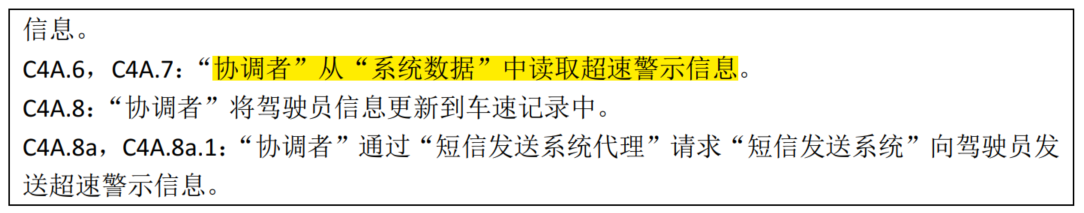 信息。
C4A.6，C4A.7：“协调者”从“系统数据”中读取超速警示信息。
C4A.8：“协调者”将驾驶员信息更新到车速记录中。
C4A.8a，C4A.8a.1：“协调者”通过“短信发送系统代理”请求“短信发送系统”向驾驶员发
送超速警示信息。